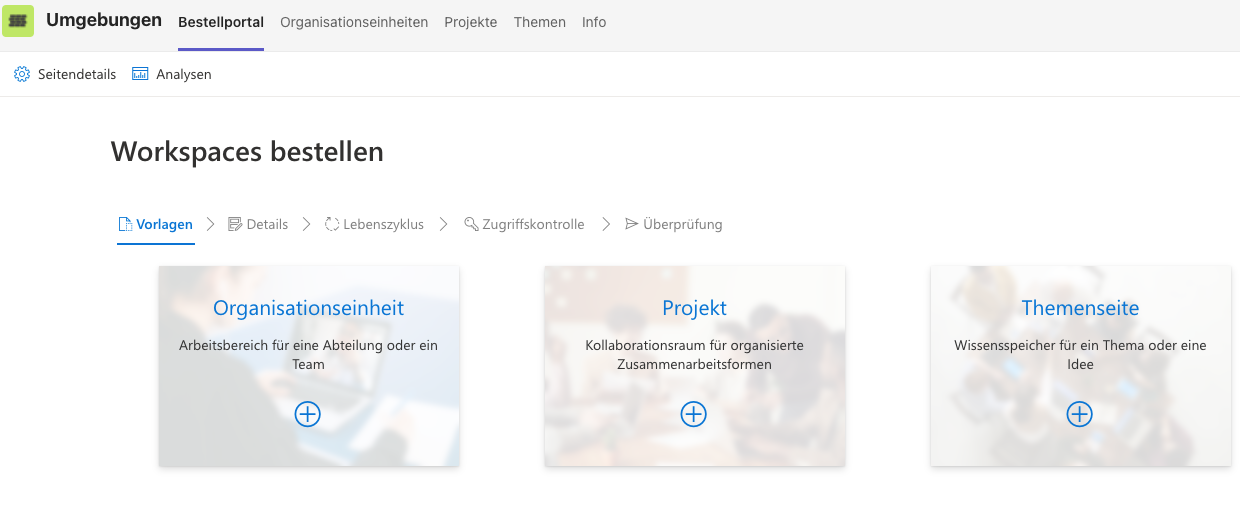 Umgebungen Bestellportal Organisationseinheiten Projekte Themen Info
Seitendetails Analysen
Workspaces bestellen
Vorlagen Details Lebenszyklus Zugriffskontrolle Überprüfung
Organisationseinheit
Arbeitsbereich für eine Abteilung oder ein
Team
Projekt
Kollaborationsraum für organisierte
Zusammenarbeitsformen
Themenseite
Wissensspeicher für ein Thema oder eine
Idee